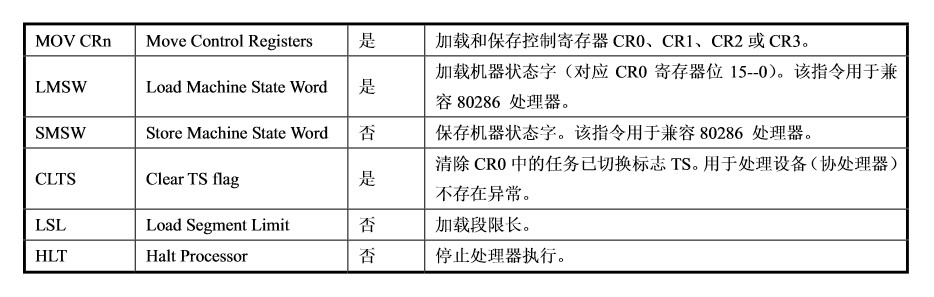 MOV CRn Move Control Registers 是 加载和保存控制寄存器 CR0、CR1、CR2 或 CR3。
LMSW Load Machine State Word 是 加载机器状态字（对应 CR0 寄存器位 15--0）。该指令用于兼
容 80286 处理器。
SMSW Store Machine State Word 否 保存机器状态字。该指令用于兼容 80286 处理器。
CLTS Clear TS flag 是 清除 CR0 中的任务已切换标志 TS。用于处理设备（协处理器）
不存在异常。
LSL Load Segment Limit 否 加载段限长。
HLT Halt Processor 否 停止处理器执行。